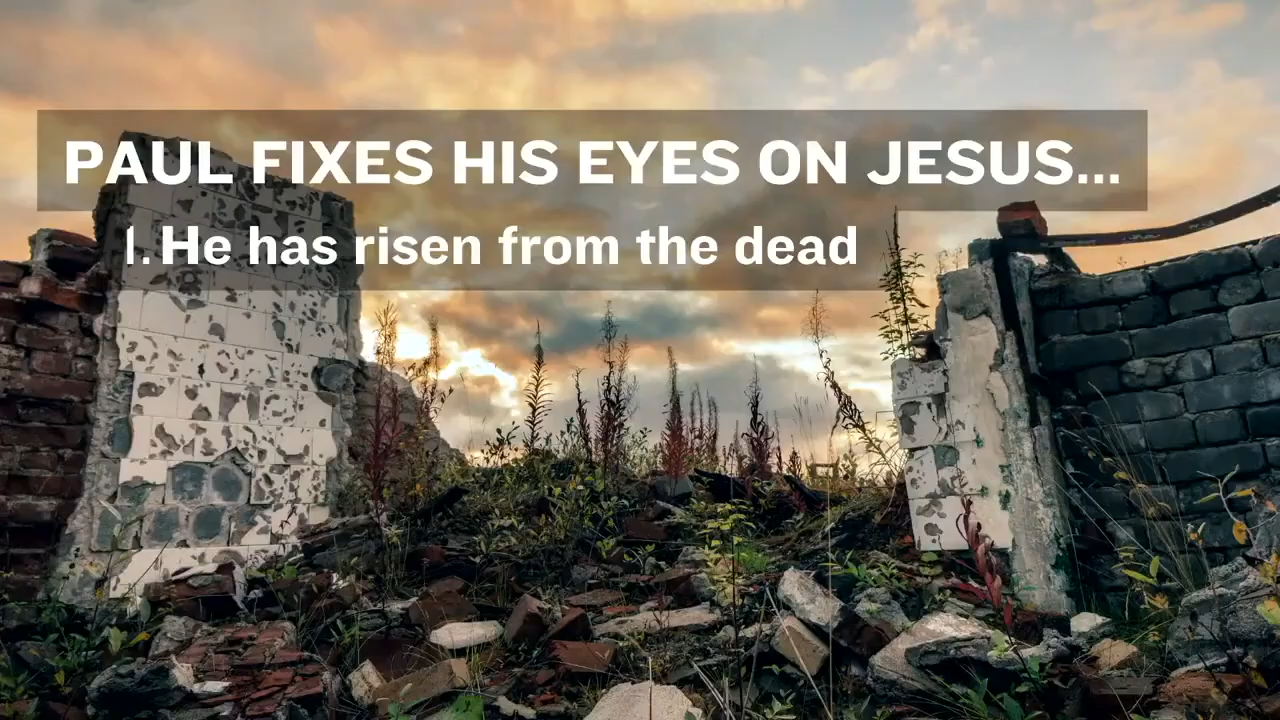 PAUL FIXES HIS EYES ON JESUS...
1. He has risen from the dead